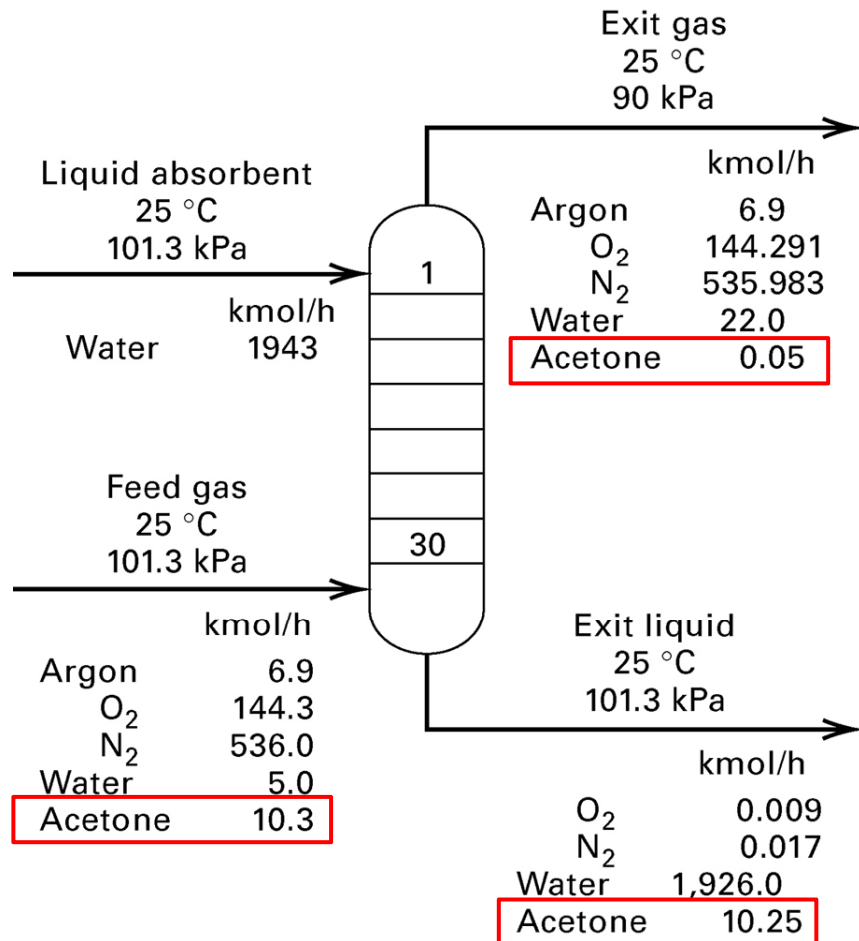 Exit gas
25 °C
90 kPa
kmol/h
Argon 6.9
O₂ 144.291
N₂ 535.983
Water 22.0
Acetone 0.05
Liquid absorbent
25 °C
101.3 kPa
kmol/h
Water 1943
1
30
Feed gas
25 °C
101.3 kPa
kmol/h
Argon 6.9
O₂ 144.3
N₂ 536.0
Water 5.0
Acetone 10.3
Exit liquid
25 °C
101.3 kPa
kmol/h
O₂ 0.009
N₂ 0.017
Water 1,926.0
Acetone 10.25